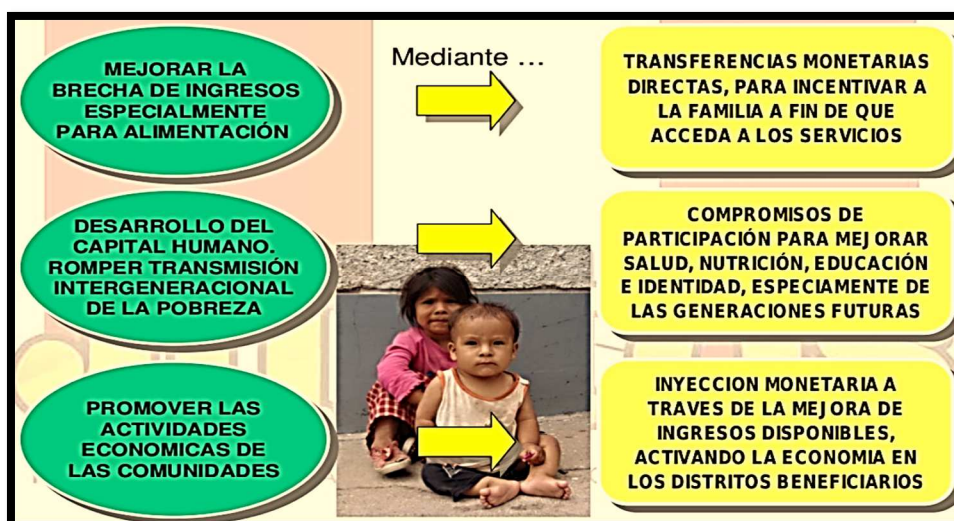 MEJORAR LA
BRECHA DE INGRESOS
ESPECIALMENTE
PARA ALIMENTACIÓN
Mediante ...
TRANSFERENCIAS MONETARIAS
DIRECTAS, PARA INCENTIVAR A
LA FAMILIA A FIN DE QUE
ACCEDA A LOS SERVICIOS
DESARROLLO DEL
CAPITAL HUMANO.
ROMPER TRANSMISIÓN
INTERGENERACIONAL
DE LA POBREZA
COMPROMISOS DE
PARTICIPACIÓN PARA MEJORAR
SALUD, NUTRICIÓN, EDUCACIÓN
E IDENTIDAD, ESPECIAMENTE DE
LAS GENERACIONES FUTURAS
PROMOVER LAS
ACTIVIDADES
ECONOMICAS DE
LAS COMUNIDADES
INYECCION MONETARIA A
TRAVES DE LA MEJORA DE
INGRESOS DISPONIBLES,
ACTIVANDO LA ECONOMIA EN
LOS DISTRITOS BENEFICIARIOS